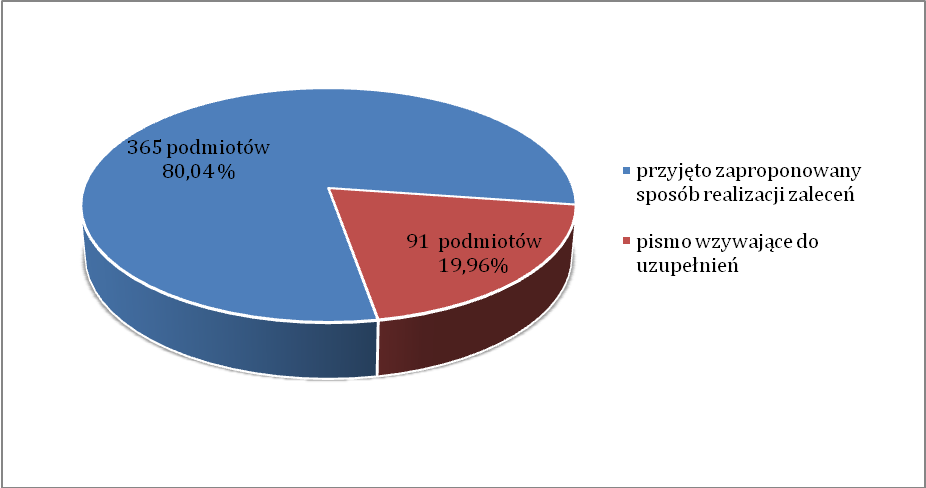 365 podmiotów
80,04 %
91 podmiotów
19,96%
przyjęto zaproponowany
sposób realizacji zaleceń
pismo wzywające do
uzupełnień